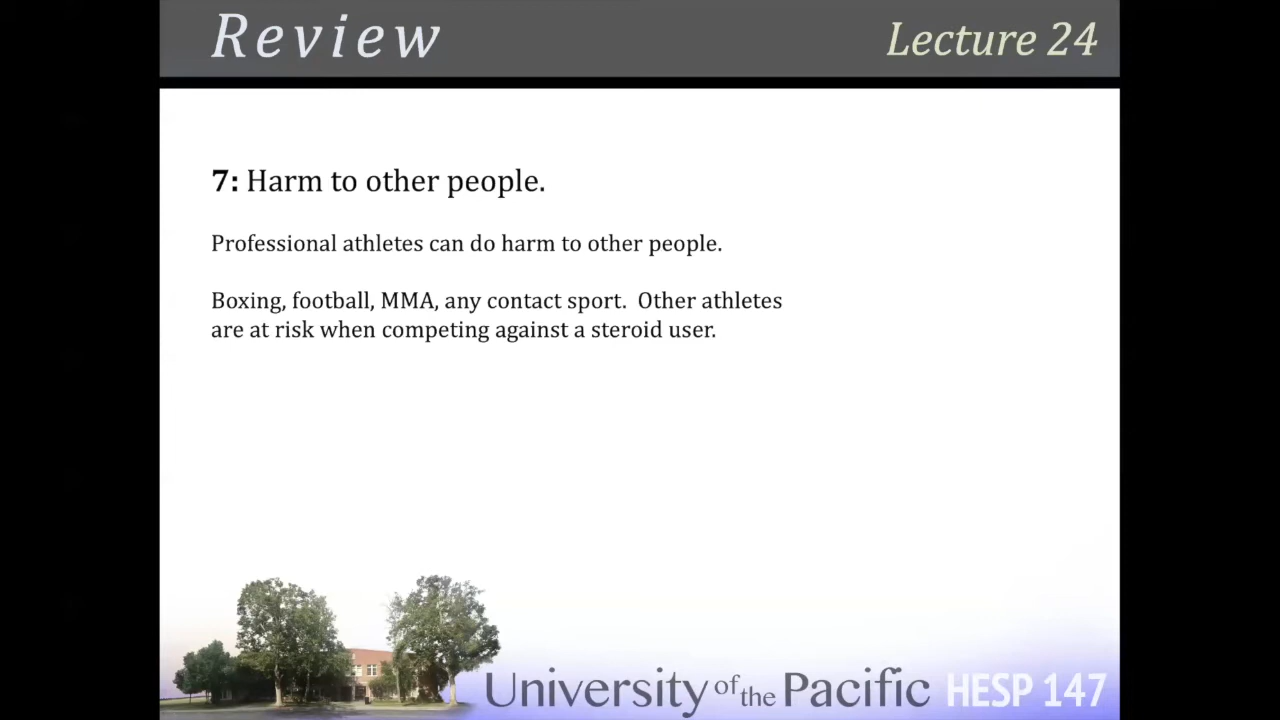 Review
Lecture 24
7: Harm to other people.
Professional athletes can do harm to other people.
Boxing, football, MMA, any contact sport.  Other athletes
are at risk when competing against a steroid user.
University of the Pacific HESP 147